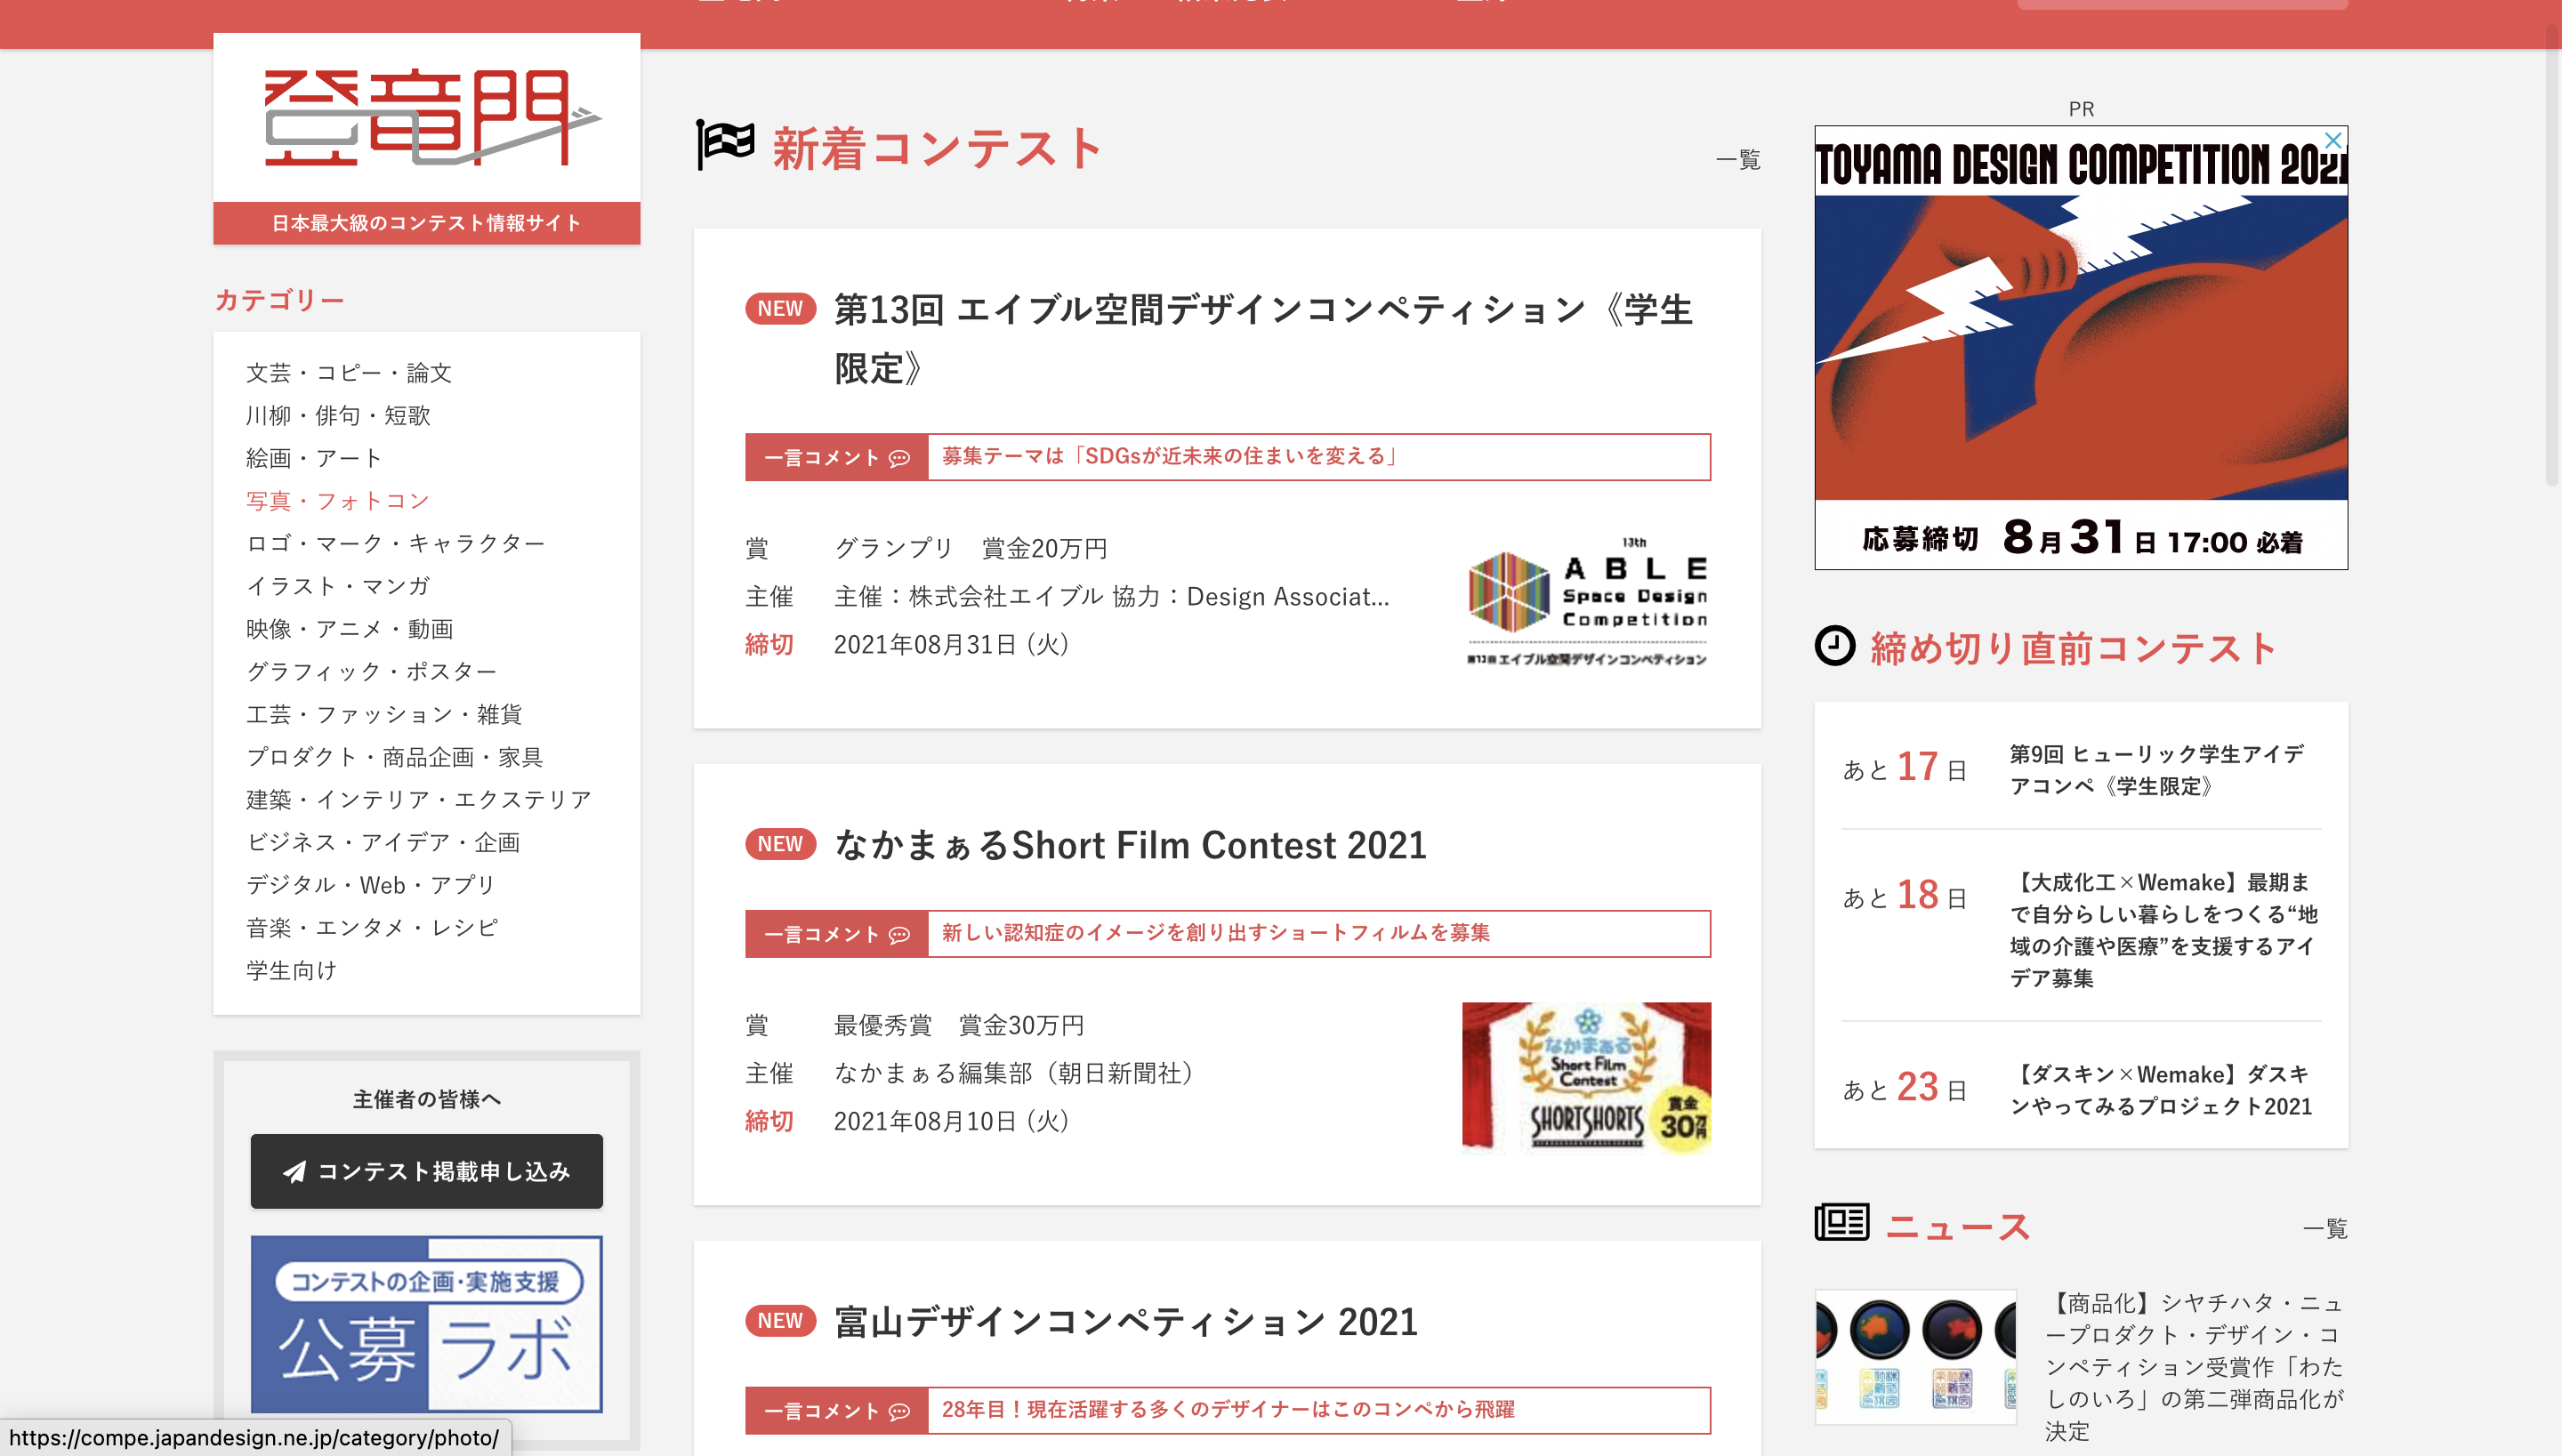 登竜門
日本最大級のコンテスト情報サイト
カテゴリー
文芸・コピー・論文
川柳・俳句・短歌
絵画・アート
写真・フォトコン
ロゴ・マーク・キャラクター
イラスト・マンガ
映像・アニメ・動画
グラフィック・ポスター
工芸・ファッション・雑貨
プロダクト・商品企画・家具
建築・インテリア・エクステリア
ビジネス・アイデア・企画
デジタル・Web・アプリ
音楽・エンタメ・レシピ
学生向け
主催者の皆様へ
コンテスト掲載申し込み
コンテストの企画・実施支援
公募ラボ
https://compe.japandesign.ne.jp/category/photo/
新着コンテスト
一覧
NEW 第13回 エイブル空間デザインコンペティション《学生
限定》
一言コメント 募集テーマは「SDGsが近未来の住まいを変える」
賞 グランプリ 賞金20万円
主催 主催：株式会社エイブル 協力：Design Associat...
締切 2021年08月31日 (火)
13th
ABLE
Space Design
Competition
第13回エイブル空間デザインコンペティション
NEW なかまぁるShort Film Contest 2021
一言コメント 新しい認知症のイメージを創り出すショートフィルムを募集
賞 最優秀賞 賞金30万円
主催 なかまぁる編集部（朝日新聞社）
締切 2021年08月10日 (火)
なかまぁる
Short Film
Contest
SHORTSHORTS
賞金
30万円
NEW 富山デザインコンペティション 2021
一言コメント 28年目！現在活躍する多くのデザイナーはこのコンペから飛躍
PR
TOYAMA DESIGN COMPETITION 2021
応募締切 8月31日 17:00 必着
締め切り直前コンテスト
あと 17 日 第9回 ヒューリック学生アイデ
アコンペ《学生限定》
あと 18 日 【大成化工×Wemake】最期ま
で自分らしい暮らしをつくる“地
域の介護や医療”を支援するアイ
デア募集
あと 23 日 【ダスキン×Wemake】ダスキ
ンやってみるプロジェクト2021
ニュース
一覧
【商品化】シヤチハタ・ニュ
ープロダクト・デザイン・コ
ンペティション受賞作「わた
しのいろ」の第二弾商品化が
決定